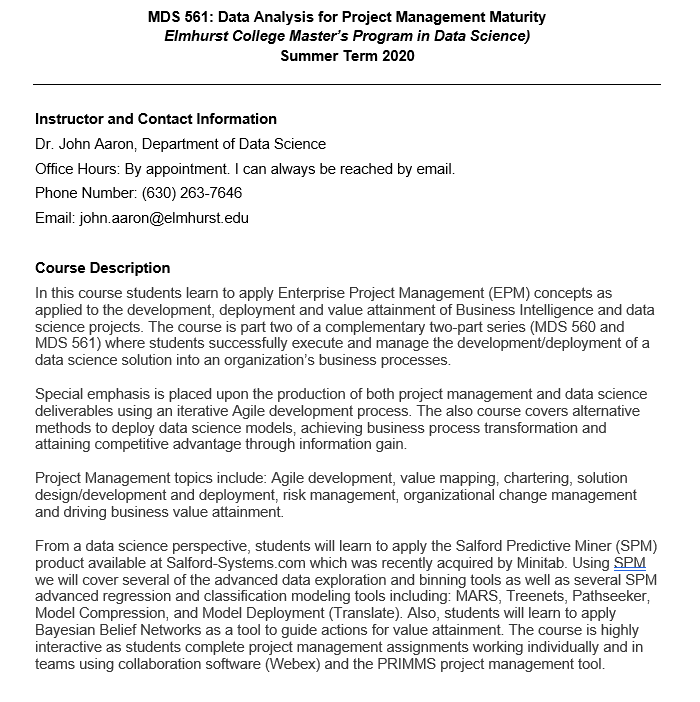 MDS 561: Data Analysis for Project Management Maturity
Elmhurst College Master's Program in Data Science)
Summer Term 2020
Instructor and Contact Information
Dr. John Aaron, Department of Data Science
Office Hours: By appointment. I can always be reached by email.
Phone Number: (630) 263-7646
Email: john.aaron@elmhurst.edu
Course Description
In this course students learn to apply Enterprise Project Management (EPM) concepts as
applied to the development, deployment and value attainment of Business Intelligence and data
science projects. The course is part two of a complementary two-part series (MDS 560 and
MDS 561) where students successfully execute and manage the development/deployment of a
data science solution into an organization's business processes.
Special emphasis is placed upon the production of both project management and data science
deliverables using an iterative Agile development process. The also course covers alternative
methods to deploy data science models, achieving business process transformation and
attaining competitive advantage through information gain.
Project Management topics include: Agile development, value mapping, chartering, solution
design/development and deployment, risk management, organizational change management
and driving business value attainment.
From a data science perspective, students will learn to apply the Salford Predictive Miner (SPM)
product available at Salford-Systems.com which was recently acquired by Minitab. Using SPM
we will cover several of the advanced data exploration and binning tools as well as several SPM
advanced regression and classification modeling tools including: MARS, Treenets, Pathseeker,
Model Compression, and Model Deployment (Translate). Also, students will learn to apply
Bayesian Belief Networks as a tool to guide actions for value attainment. The course is highly
interactive as students complete project management assignments working individually and in
teams using collaboration software (Webex) and the PRIMMS project management tool.